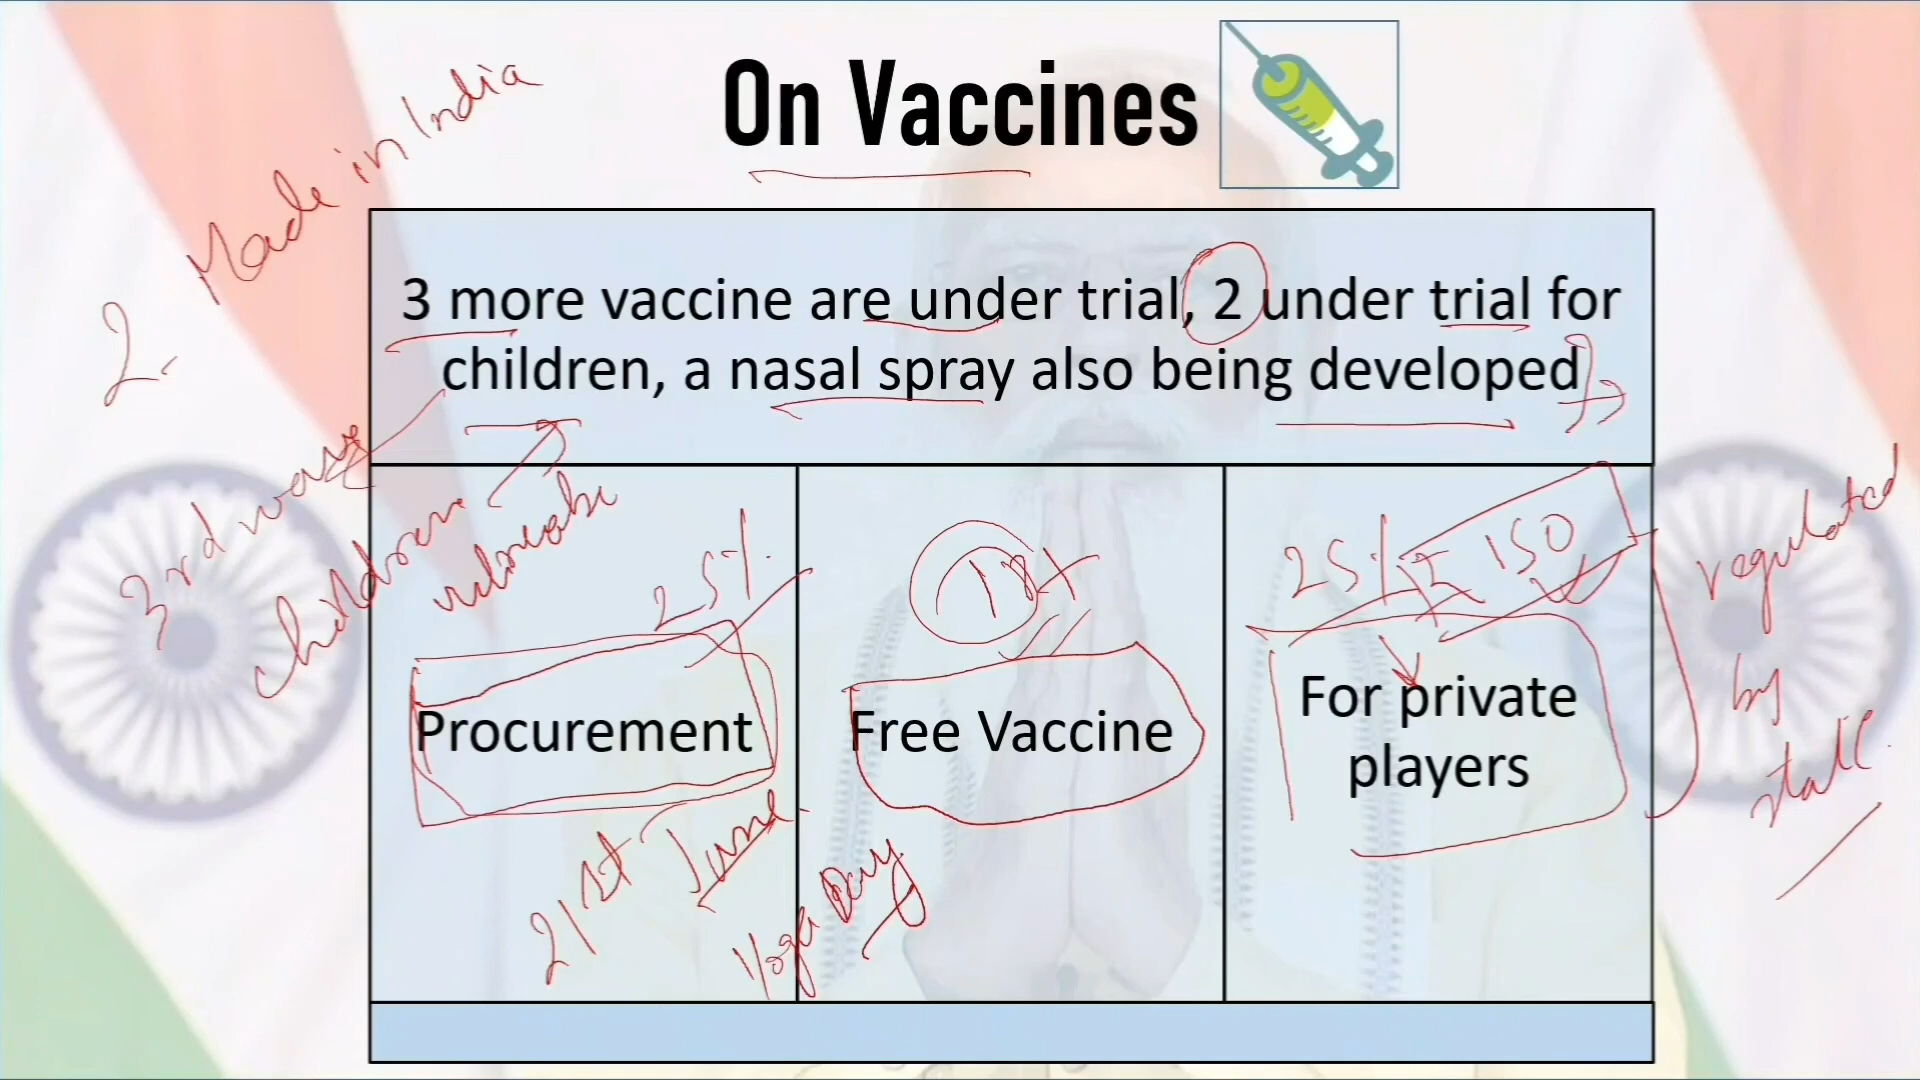 On Vaccines
2. Made in India
3 more vaccine are under trial, 2 under trial for
children, a nasal spray also being developed
3rd wave
children
25%
18+
25% ₹ 150
regulated
by
state
Procurement
Free Vaccine
For private
players
21st June
Yoga Day